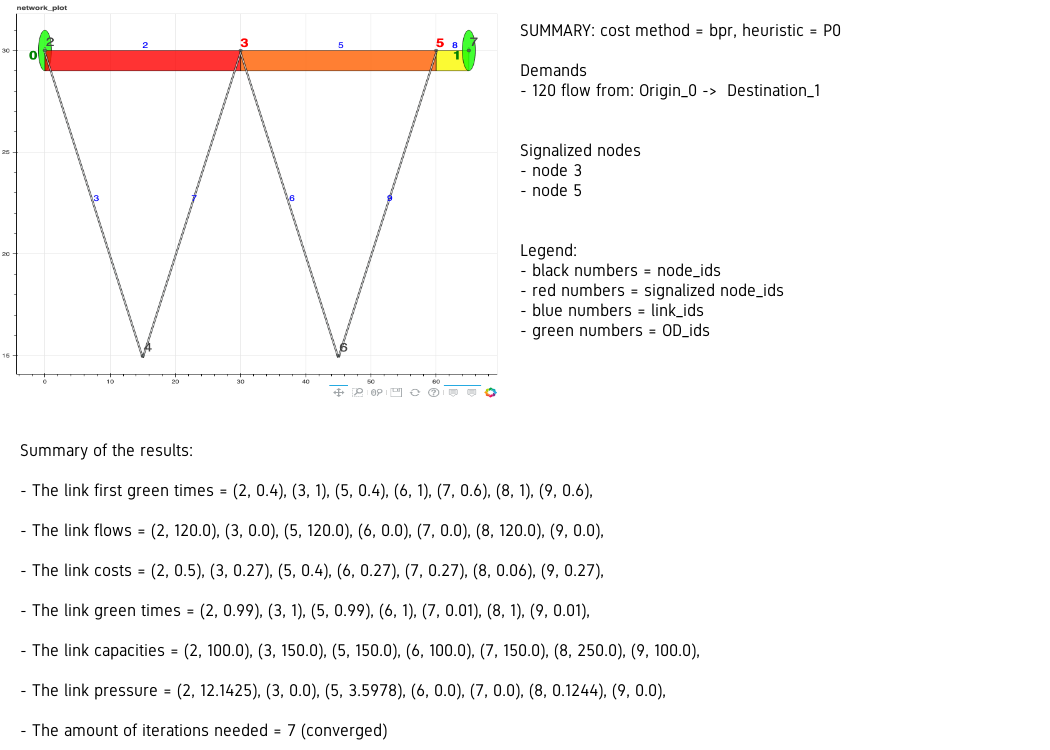 network_plot
2
2
3
5
5
8
7
0
1
30
25
20
15
3
7
6
9
4
6
0
10
20
30
40
50
60
SUMMARY: cost method = bpr, heuristic = P0
Demands
- 120 flow from: Origin_0 -> Destination_1
Signalized nodes
- node 3
- node 5
Legend:
- black numbers = node_ids
- red numbers = signalized node_ids
- blue numbers = link_ids
- green numbers = OD_ids
Summary of the results:
- The link first green times = (2, 0.4), (3, 1), (5, 0.4), (6, 1), (7, 0.6), (8, 1), (9, 0.6),
- The link flows = (2, 120.0), (3, 0.0), (5, 120.0), (6, 0.0), (7, 0.0), (8, 120.0), (9, 0.0),
- The link costs = (2, 0.5), (3, 0.27), (5, 0.4), (6, 0.27), (7, 0.27), (8, 0.06), (9, 0.27),
- The link green times = (2, 0.99), (3, 1), (5, 0.99), (6, 1), (7, 0.01), (8, 1), (9, 0.01),
- The link capacities = (2, 100.0), (3, 150.0), (5, 150.0), (6, 100.0), (7, 150.0), (8, 250.0), (9, 100.0),
- The link pressure = (2, 12.1425), (3, 0.0), (5, 3.5978), (6, 0.0), (7, 0.0), (8, 0.1244), (9, 0.0),
- The amount of iterations needed = 7 (converged)